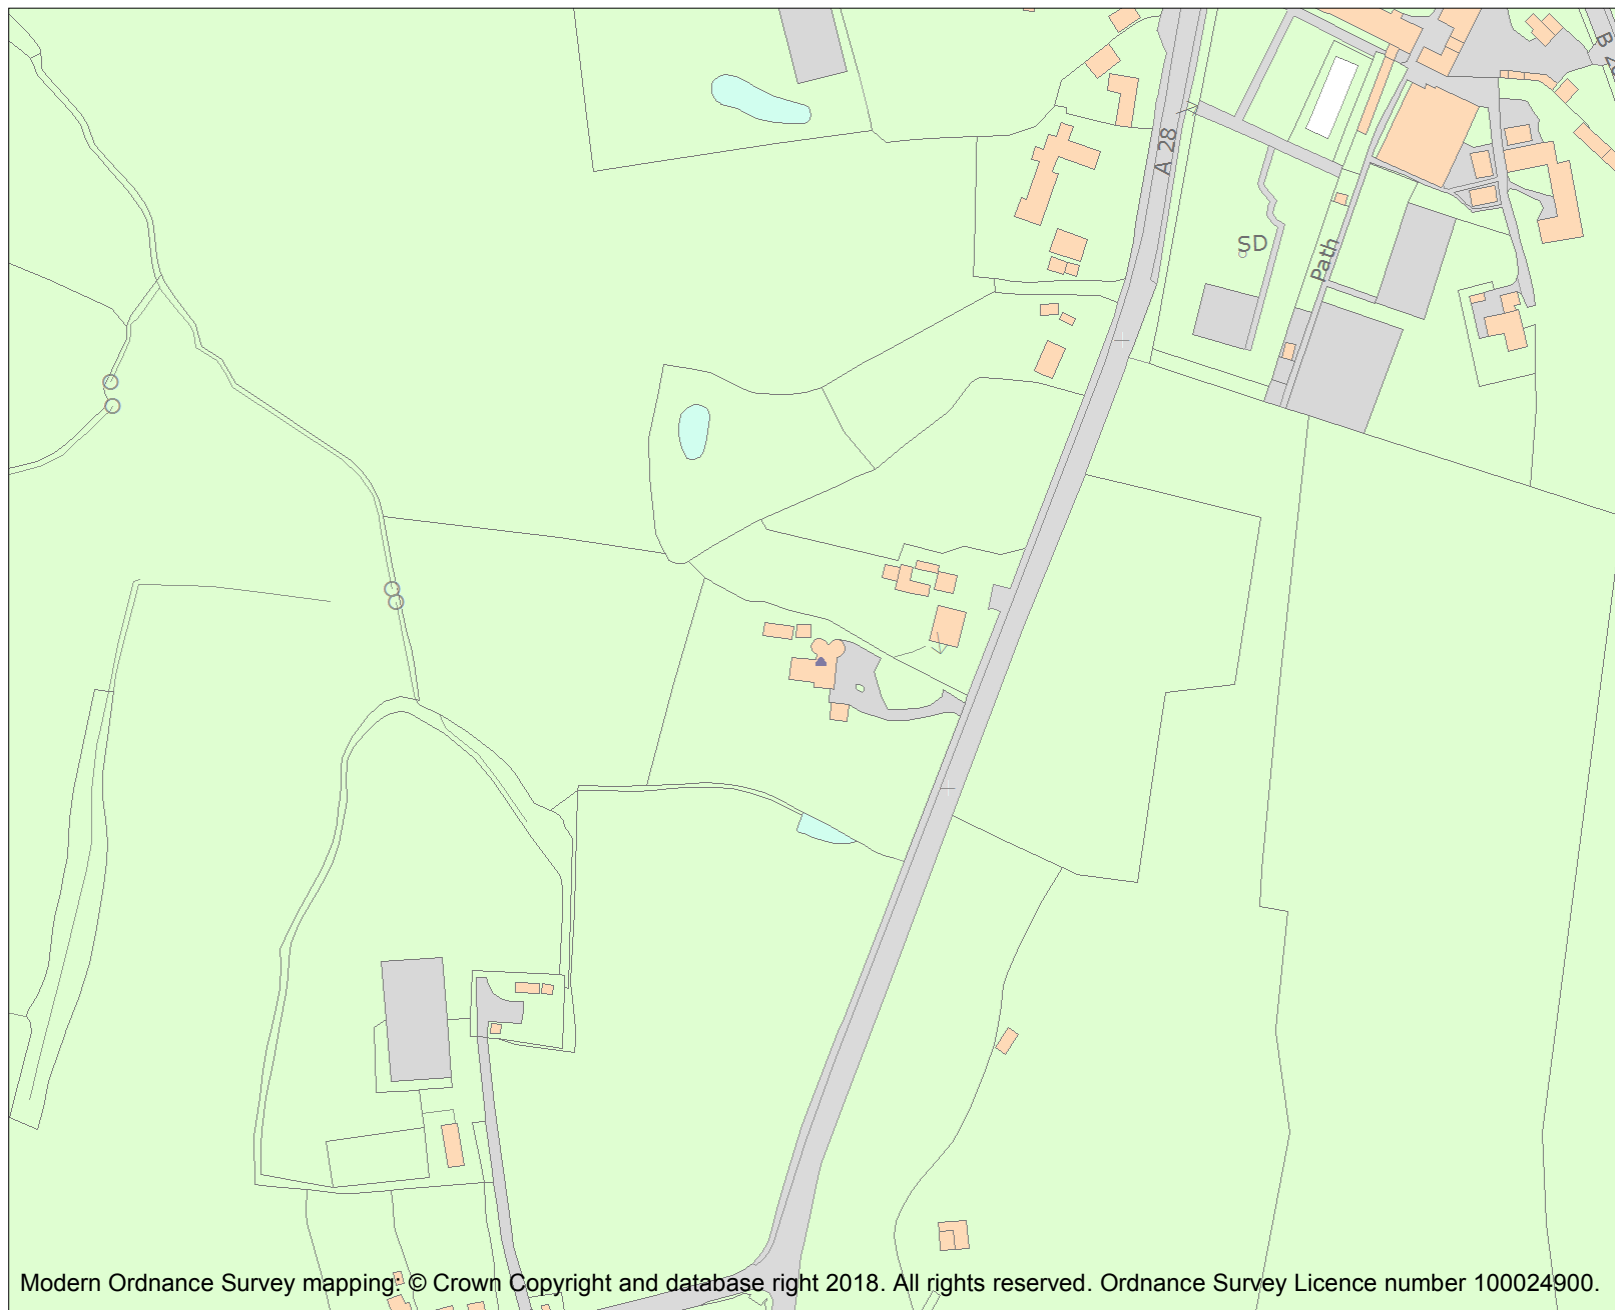 A 28
SD
Path
Modern Ordnance Survey mapping: © Crown Copyright and database right 2018. All rights reserved. Ordnance Survey Licence number 100024900.